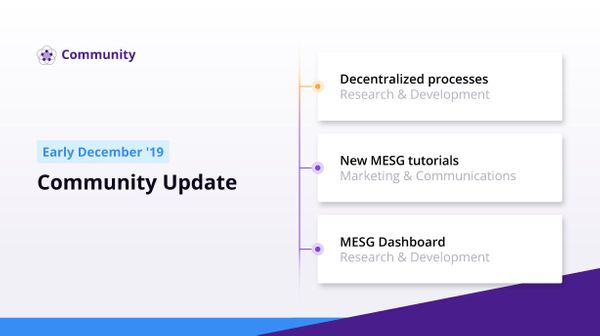 Community
Early December '19
Community Update
Decentralized processes
Research & Development
New MESG tutorials
Marketing & Communications
MESG Dashboard
Research & Development